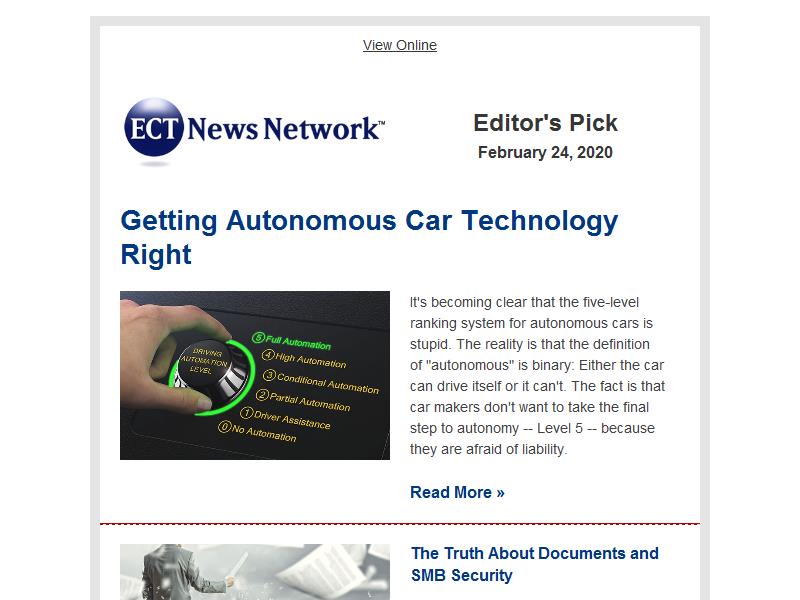 View Online
ECT News Network™
Editor's Pick
February 24, 2020
Getting Autonomous Car Technology
Right
DRIVING
AUTOMATION
LEVEL
5 Full Automation
4 High Automation
3 Conditional Automation
2 Partial Automation
1 Driver Assistance
0 No Automation
It's becoming clear that the five-level
ranking system for autonomous cars is
stupid. The reality is that the definition
of "autonomous" is binary: Either the car
can drive itself or it can't. The fact is that
car makers don't want to take the final
step to autonomy -- Level 5 -- because
they are afraid of liability.
Read More »
The Truth About Documents and
SMB Security